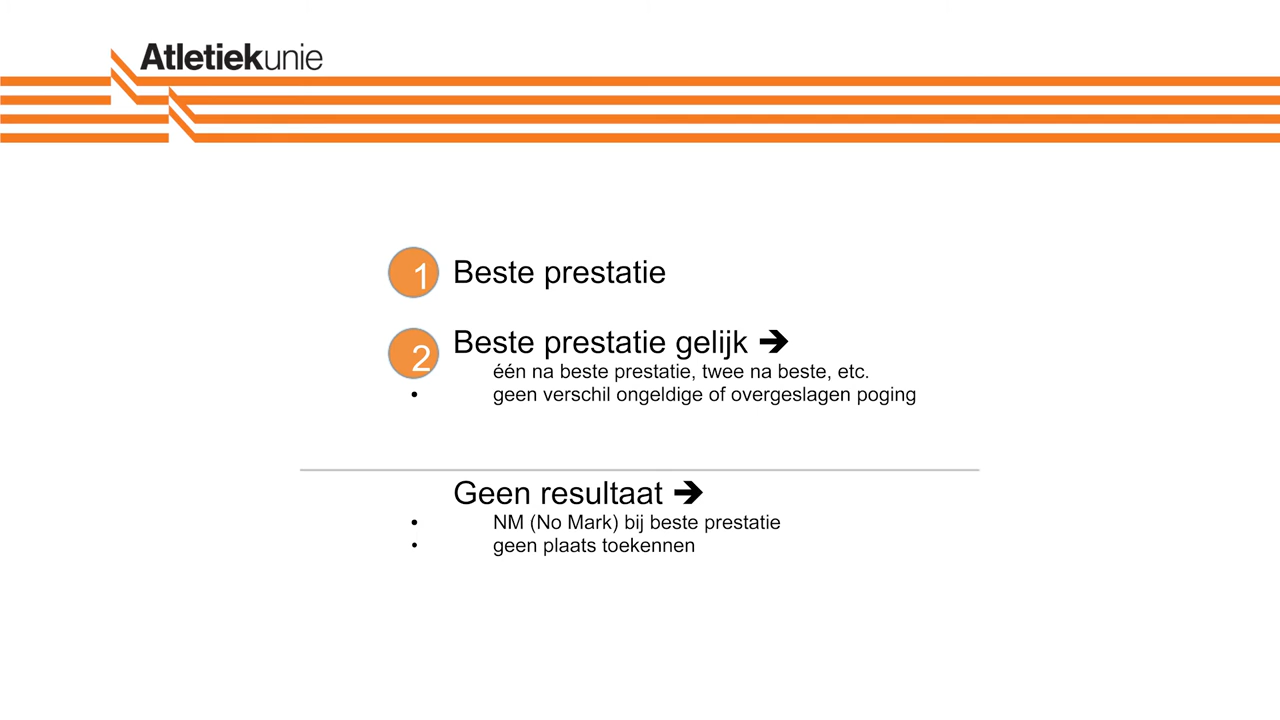 Atletiekunie
1 Beste prestatie
2 Beste prestatie gelijk ➔
één na beste prestatie, twee na beste, etc.
• geen verschil ongeldige of overgeslagen poging
Geen resultaat ➔
• NM (No Mark) bij beste prestatie
• geen plaats toekennen